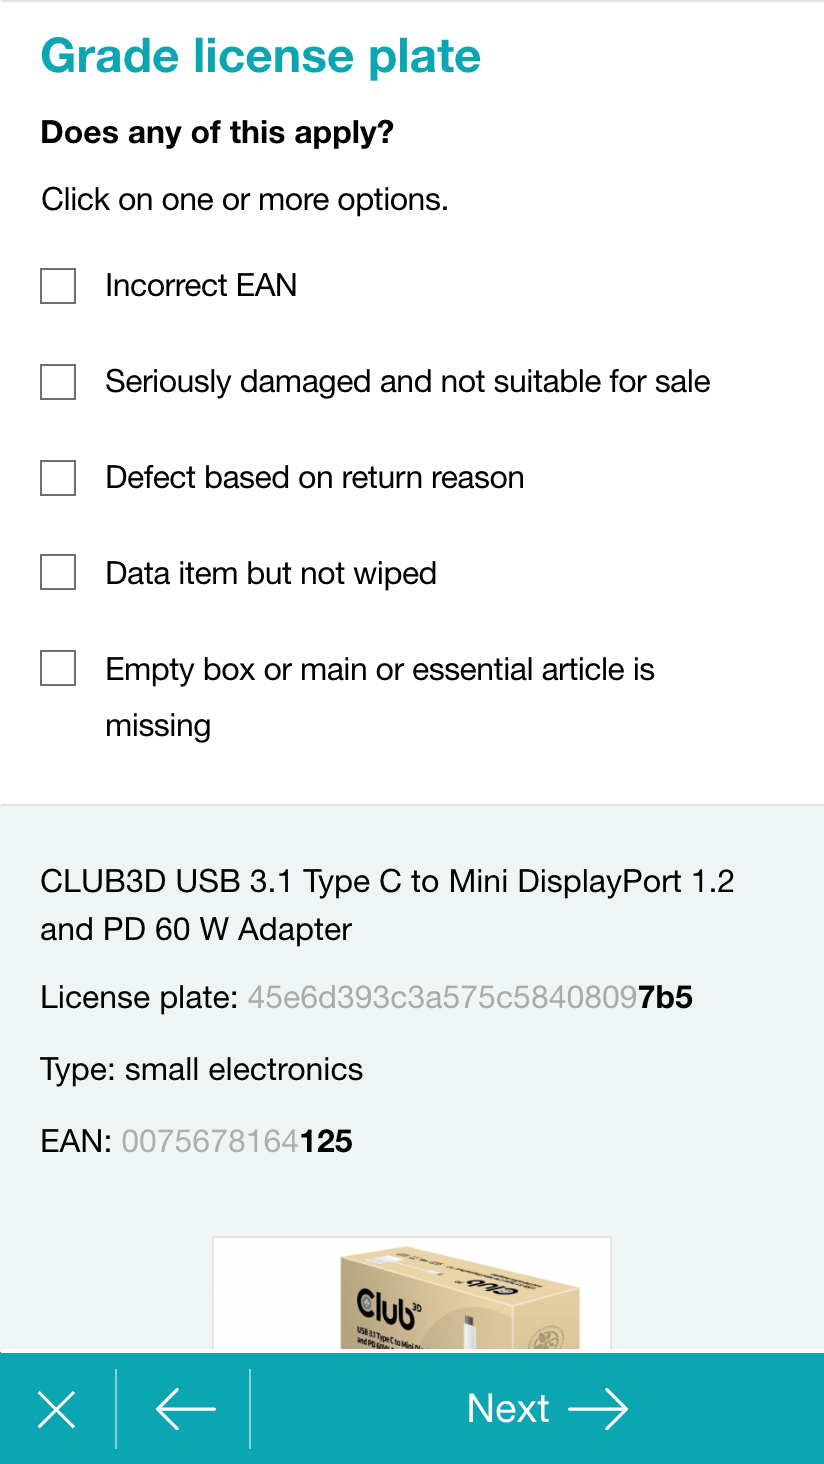 Grade license plate
Does any of this apply?
Click on one or more options.
Incorrect EAN
Seriously damaged and not suitable for sale
Defect based on return reason
Data item but not wiped
Empty box or main or essential article is
missing
CLUB3D USB 3.1 Type C to Mini DisplayPort 1.2
and PD 60 W Adapter
License plate: 45e6d393c3a575c58408097b5
Type: small electronics
EAN: 0075678164125
Club 3D
Club
USB 3.1 Type C to Mini
and PD 60W
Next